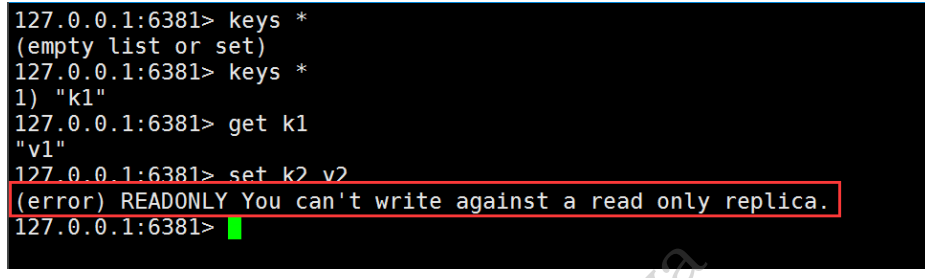 127.0.0.1:6381> keys *
(empty list or set)
127.0.0.1:6381> keys *
1) "k1"
127.0.0.1:6381> get k1
"v1"
127.0.0.1:6381> set k2 v2
(error) READONLY You can't write against a read only replica.
127.0.0.1:6381>